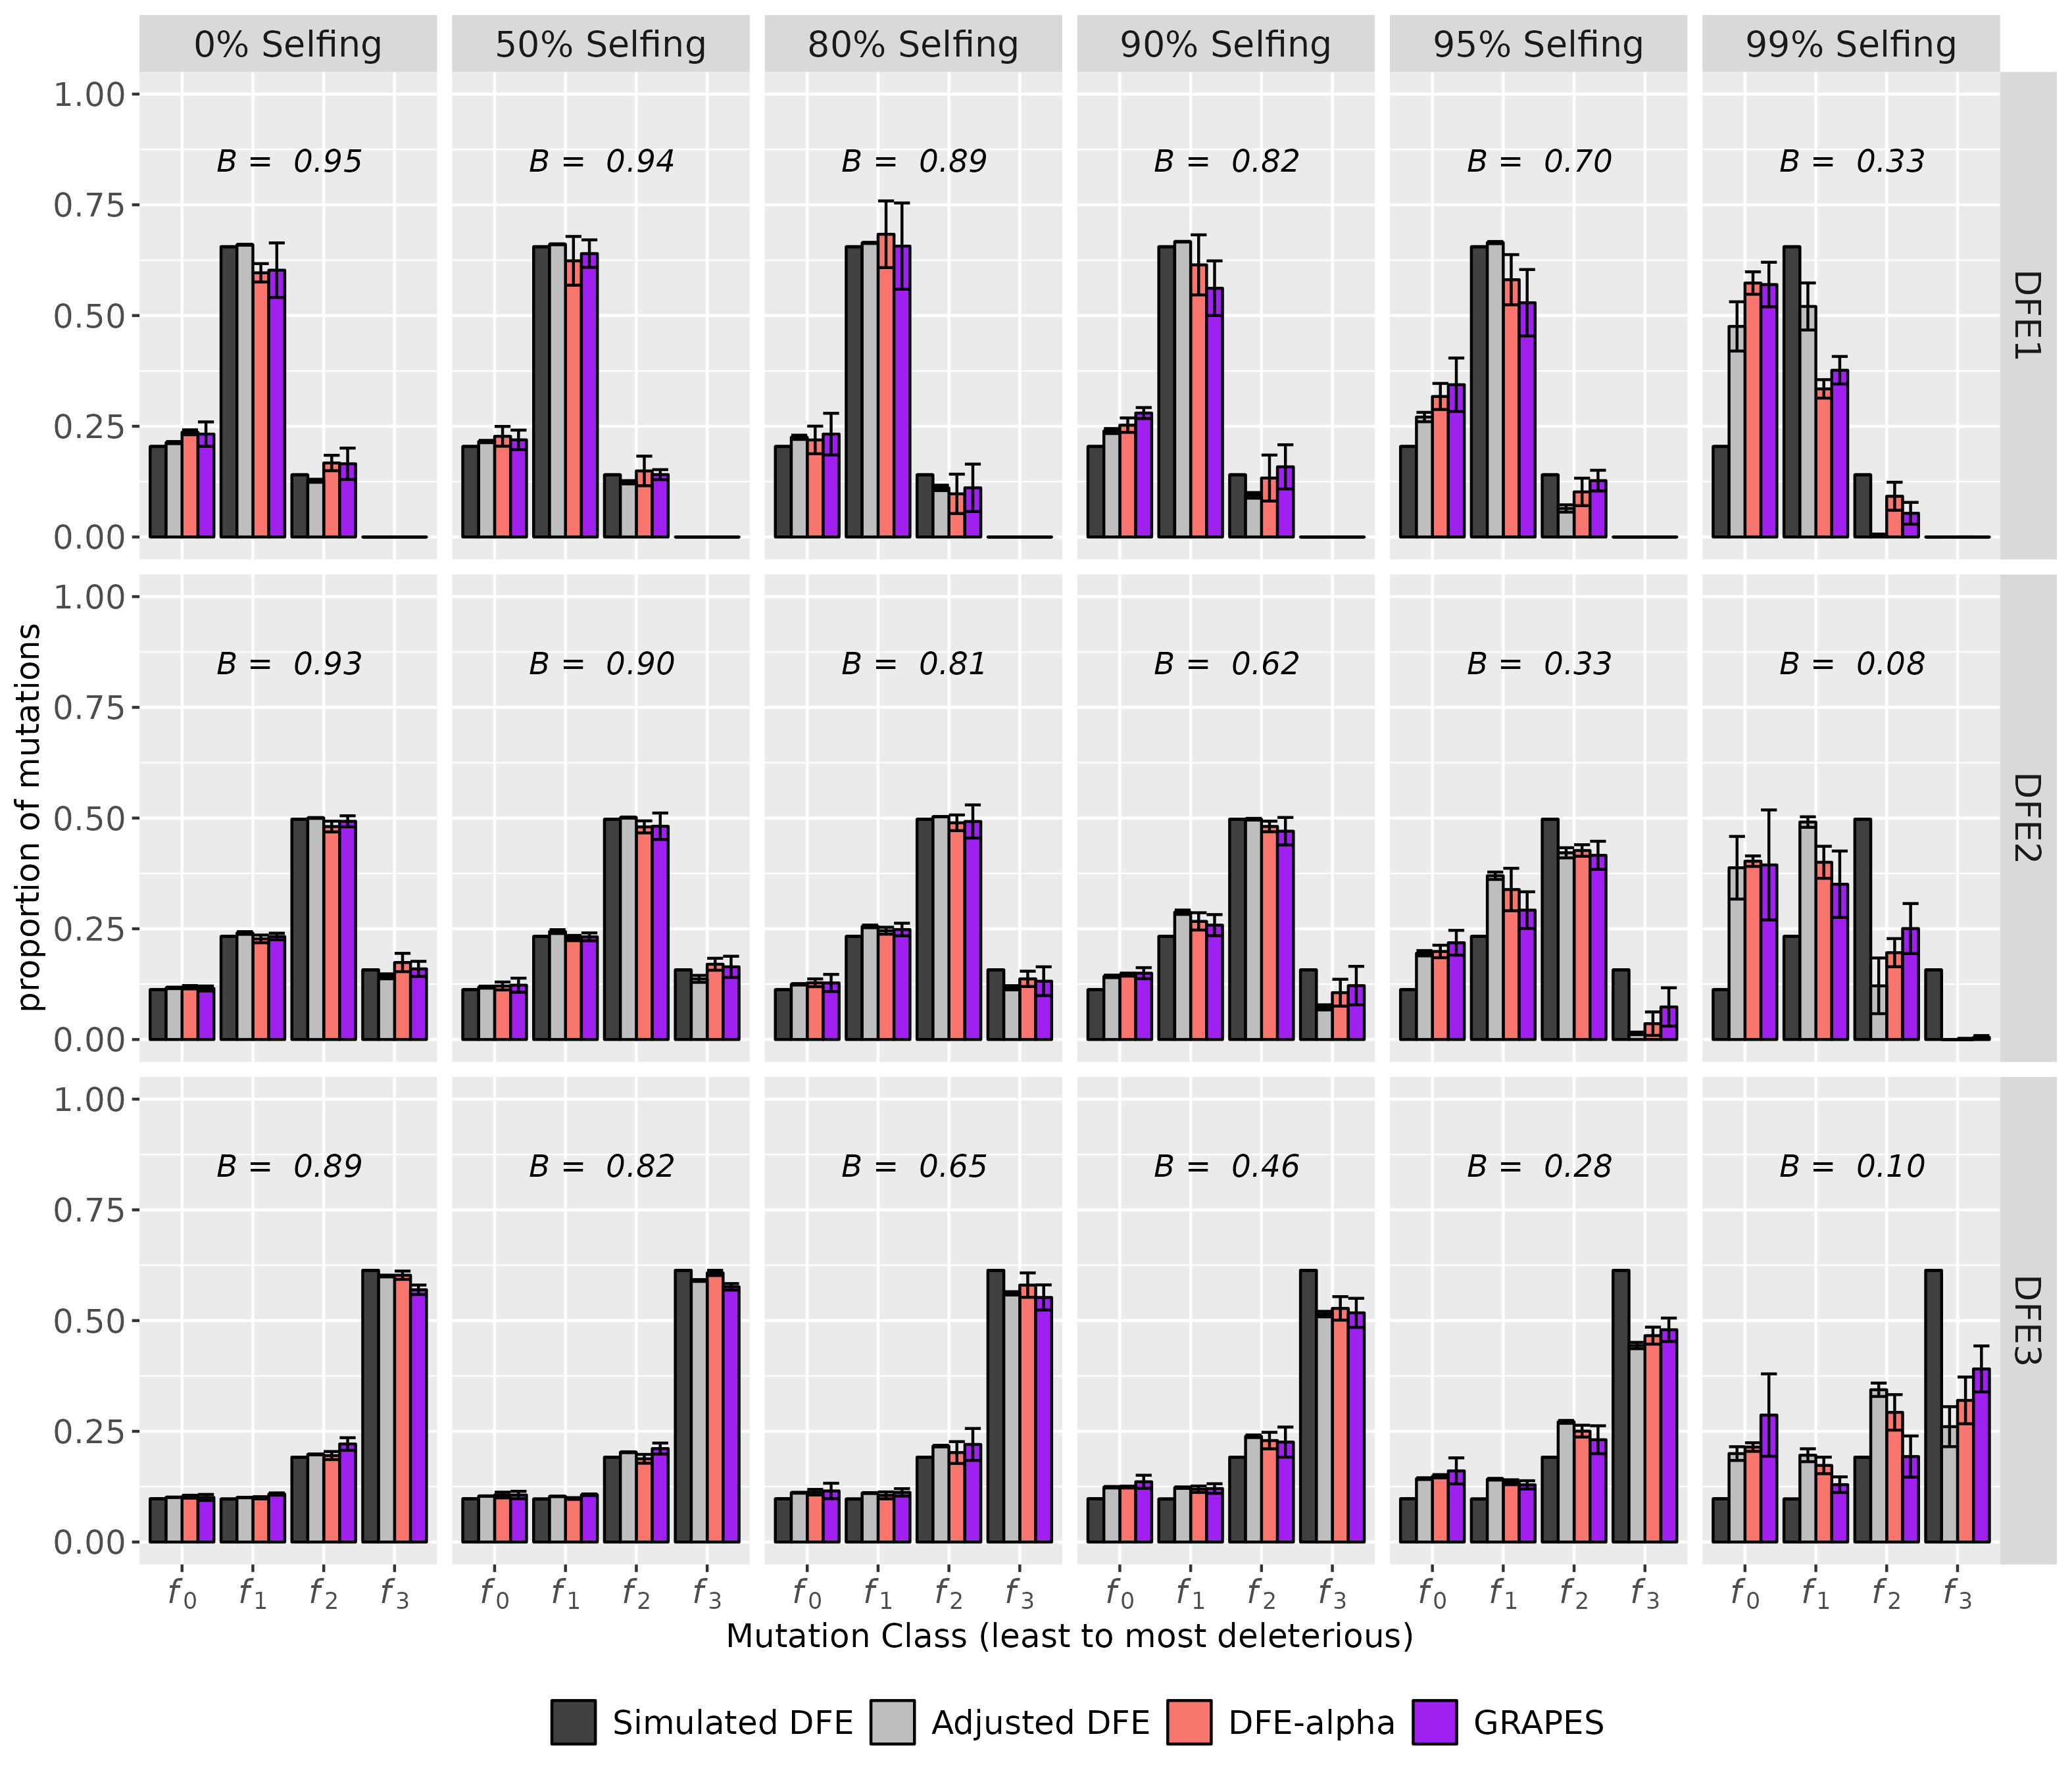 0% Selfing 50% Selfing 80% Selfing 90% Selfing 95% Selfing 99% Selfing
1.00
B = 0.95 B = 0.94 B = 0.89 B = 0.82 B = 0.70 B = 0.33
0.75
0.50
0.25
0.00
DFE1
1.00
B = 0.93 B = 0.90 B = 0.81 B = 0.62 B = 0.33 B = 0.08
0.75
0.50
0.25
0.00
DFE2
proportion of mutations
1.00
B = 0.89 B = 0.82 B = 0.65 B = 0.46 B = 0.28 B = 0.10
0.75
0.50
0.25
0.00
DFE3
f0 f1 f2 f3 f0 f1 f2 f3 f0 f1 f2 f3 f0 f1 f2 f3 f0 f1 f2 f3 f0 f1 f2 f3
Mutation Class (least to most deleterious)
Simulated DFE Adjusted DFE DFE-alpha GRAPES